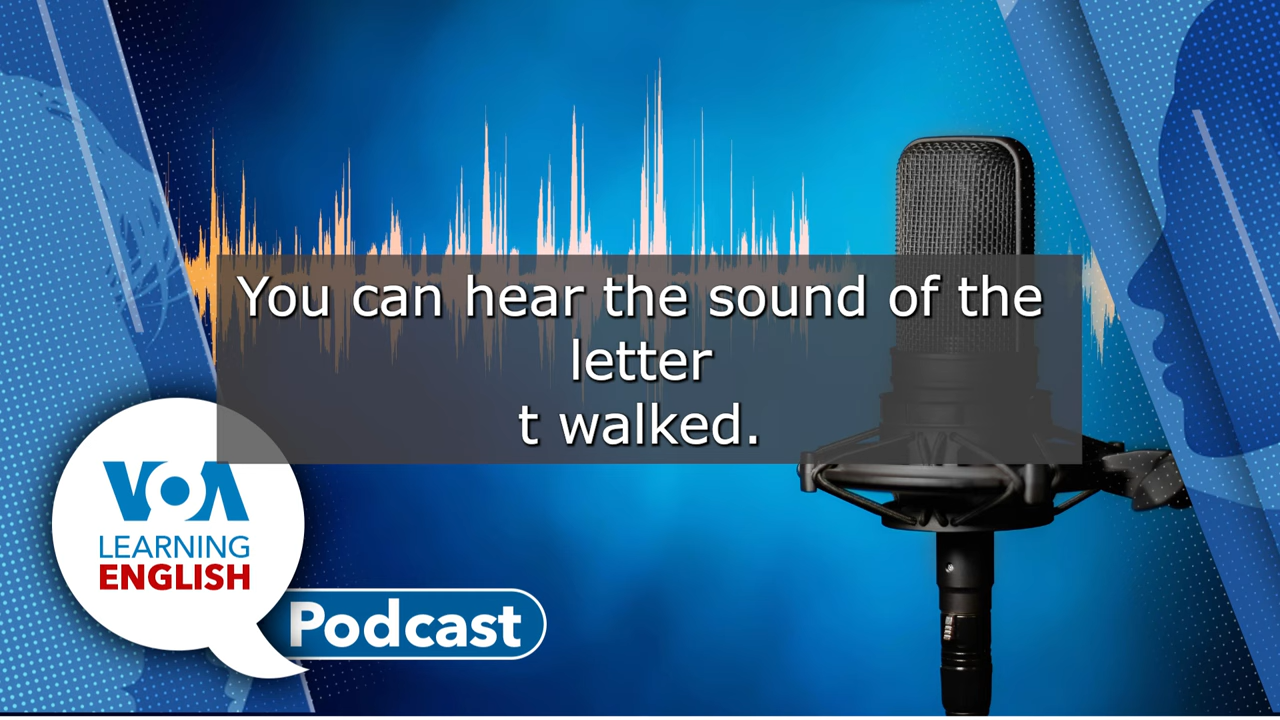 You can hear the sound of the
letter
t walked.
VOA
LEARNING
ENGLISH
Podcast